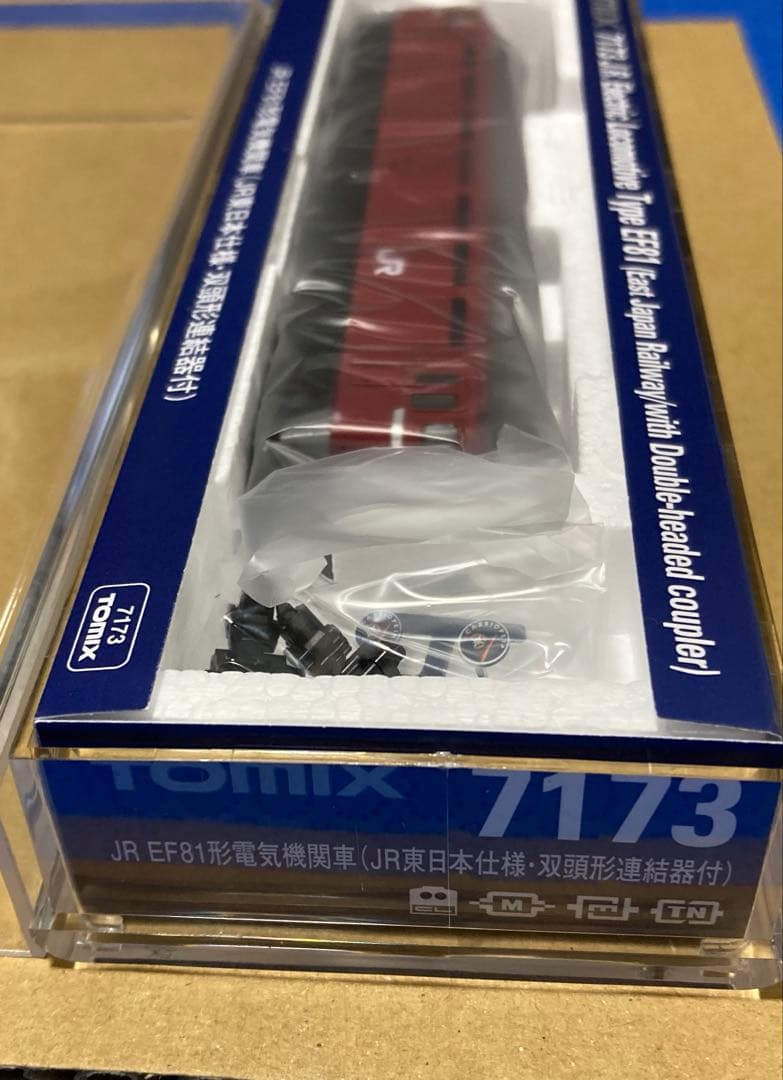 7173 JR Electric Locomotive Type EF81 (East Japan Railway/with Double-headed coupler)
JR EF81形電気機関車(JR東日本仕様・双頭形連結器付)
JR
7173
TOMIX
CASSIOPEIA
TOMIX 7173
JR EF81形電気機関車(JR東日本仕様・双頭形連結器付)
CL M F TN